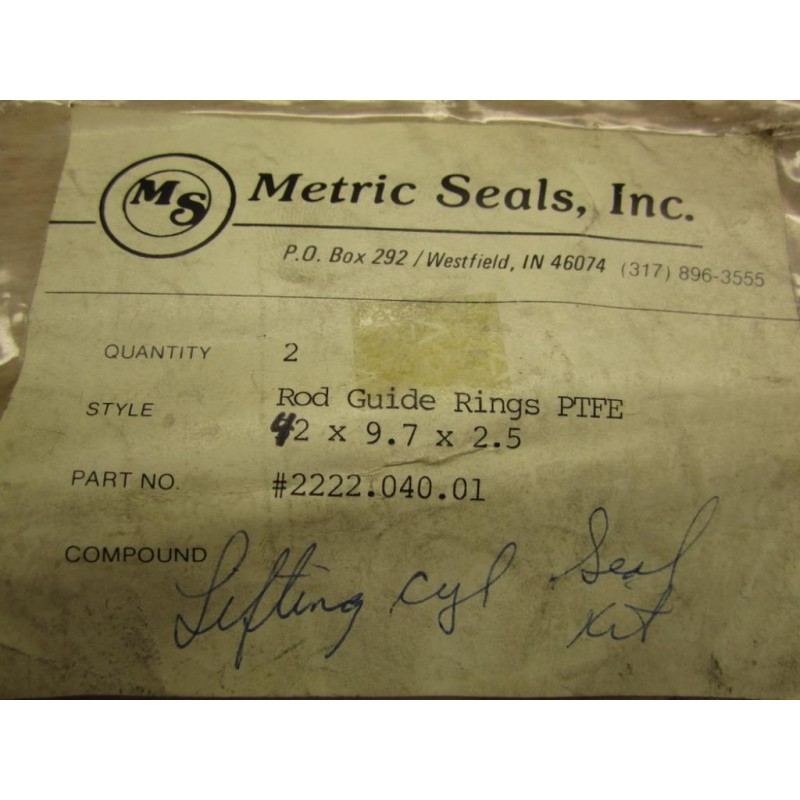 MS Metric Seals, Inc.
P.O. Box 292 / Westfield, IN 46074 (317) 896-3555
QUANTITY 2
STYLE Rod Guide Rings PTFE
42 x 9.7 x 2.5
PART NO. #2222.040.01
COMPOUND Lifting cyl Seal
Kit